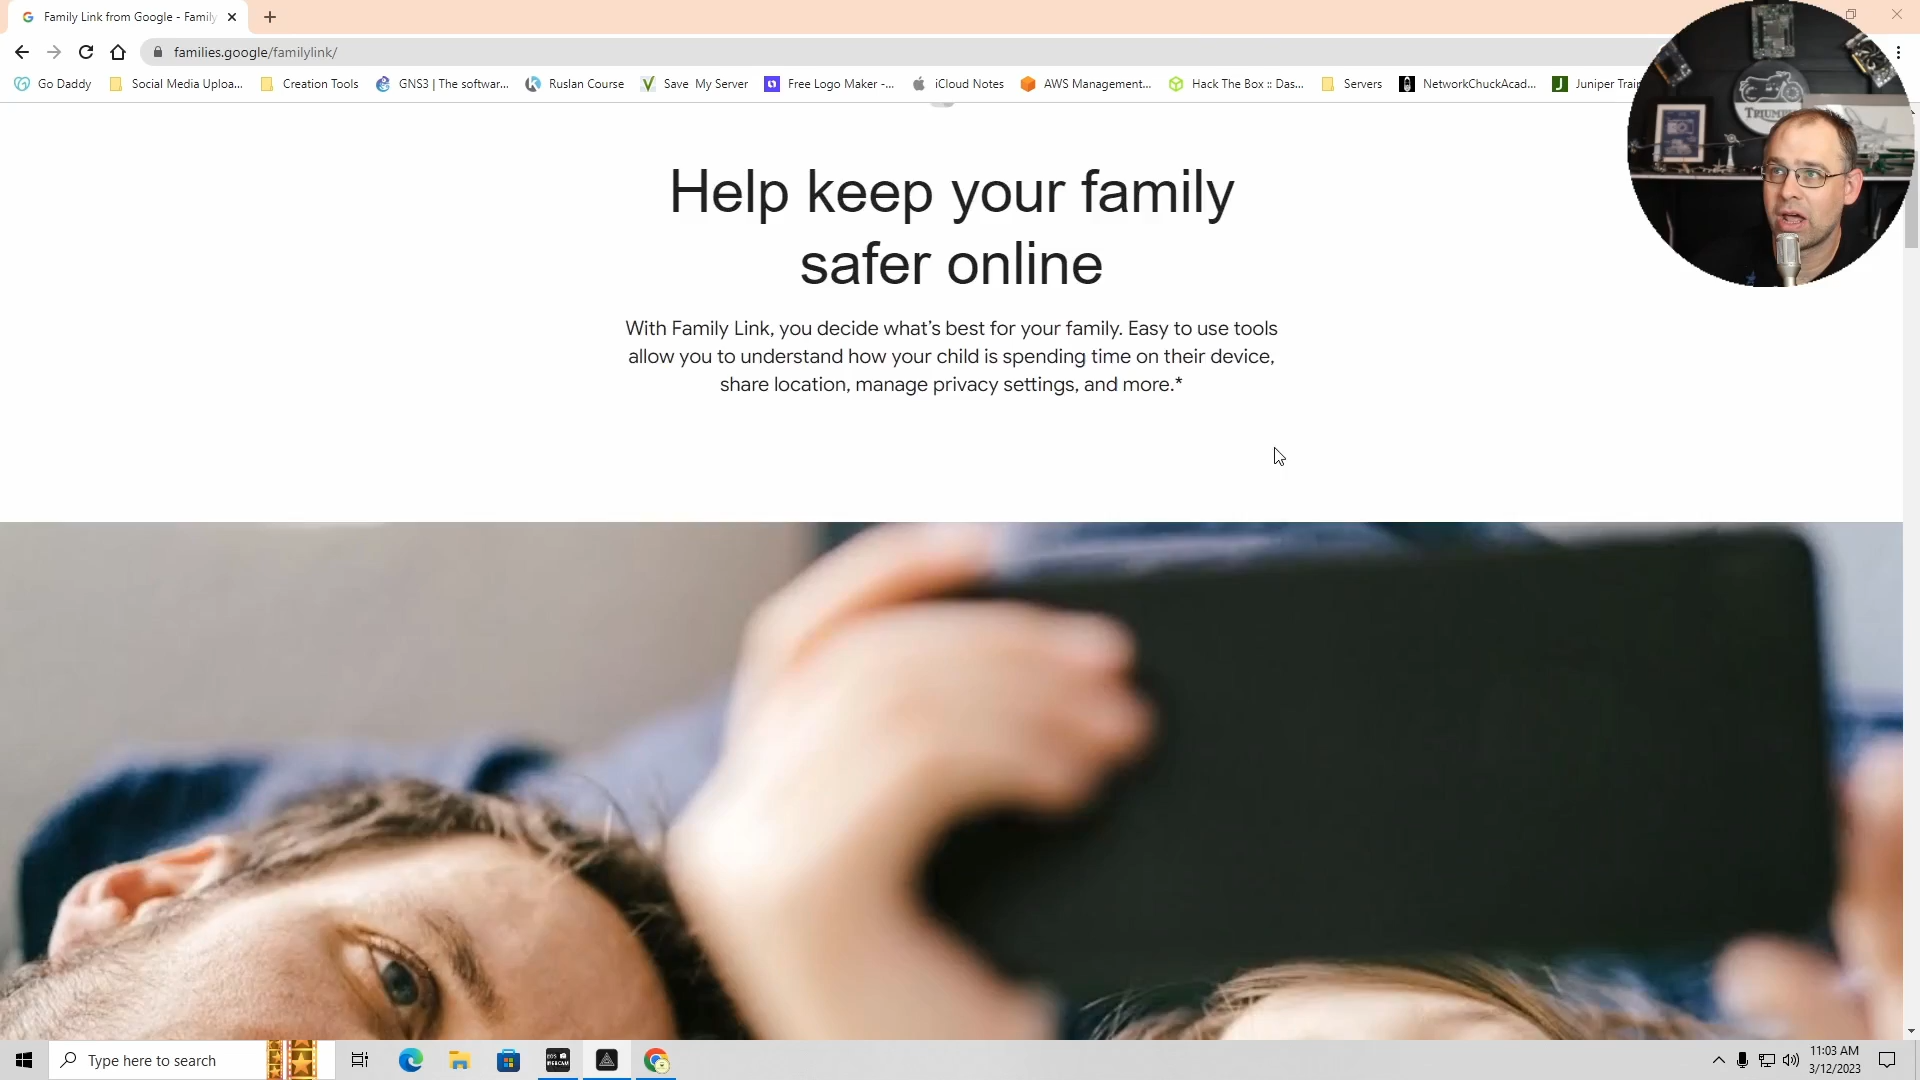 Family Link from Google - Family
families.google/familylink/
Go Daddy
Social Media Uploa...
Creation Tools
GNS3 | The softwar...
Ruslan Course
Save My Server
Free Logo Maker -...
iCloud Notes
AWS Management...
Hack The Box :: Das...
Servers
NetworkChuckAcad...
Juniper Trai
TRIUMPH
Help keep your family
safer online
With Family Link, you decide what's best for your family. Easy to use tools
allow you to understand how your child is spending time on their device,
share location, manage privacy settings, and more.*
Type here to search
EOS
WEBCAM
11:03 AM
3/12/2023